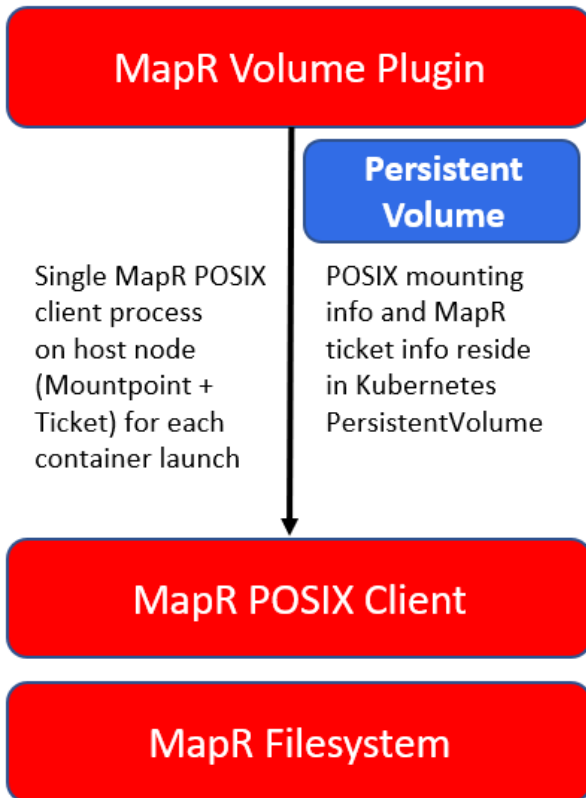 MapR Volume Plugin
Persistent
Volume
Single MapR POSIX
client process
on host node
(Mountpoint +
Ticket) for each
container launch
POSIX mounting
info and MapR
ticket info reside
in Kubernetes
PersistentVolume
MapR POSIX Client
MapR Filesystem